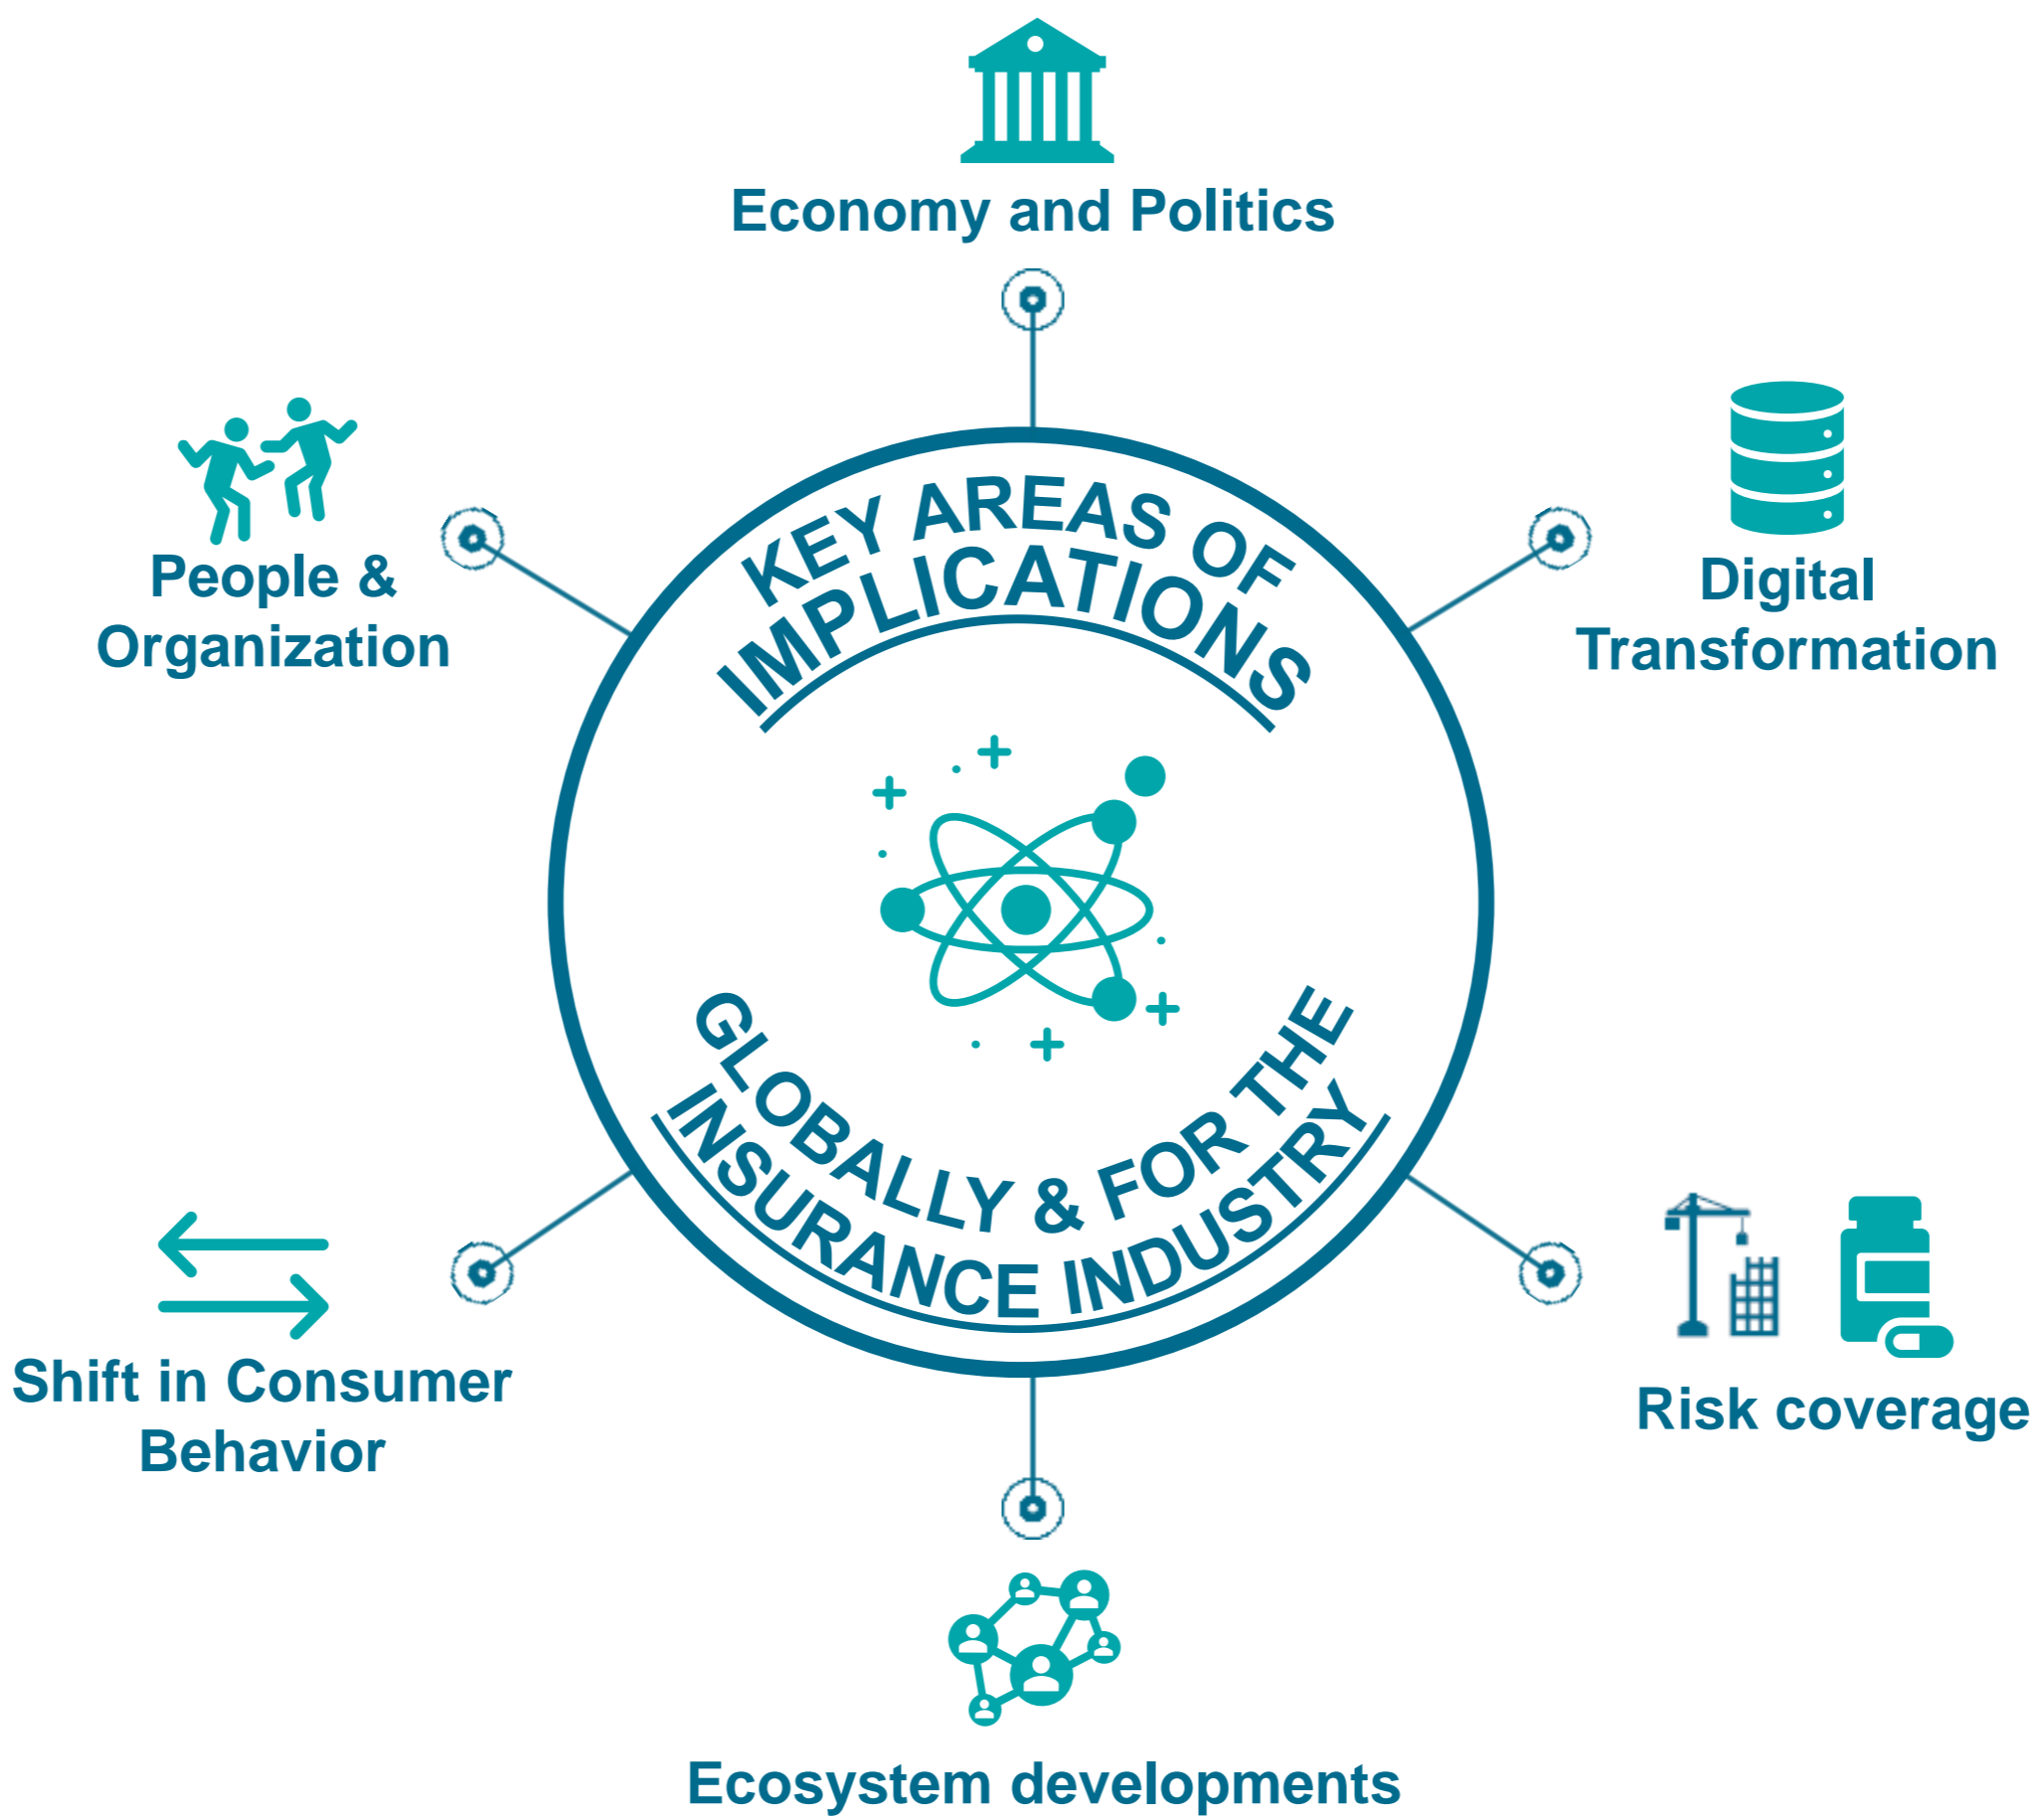 Economy and Politics
People &
Organization
Digital
Transformation
KEY AREAS OF
IMPLICATIONS
GLOBALLY & FOR THE
INSURANCE INDUSTRY
Shift in Consumer
Behavior
Risk coverage
Ecosystem developments